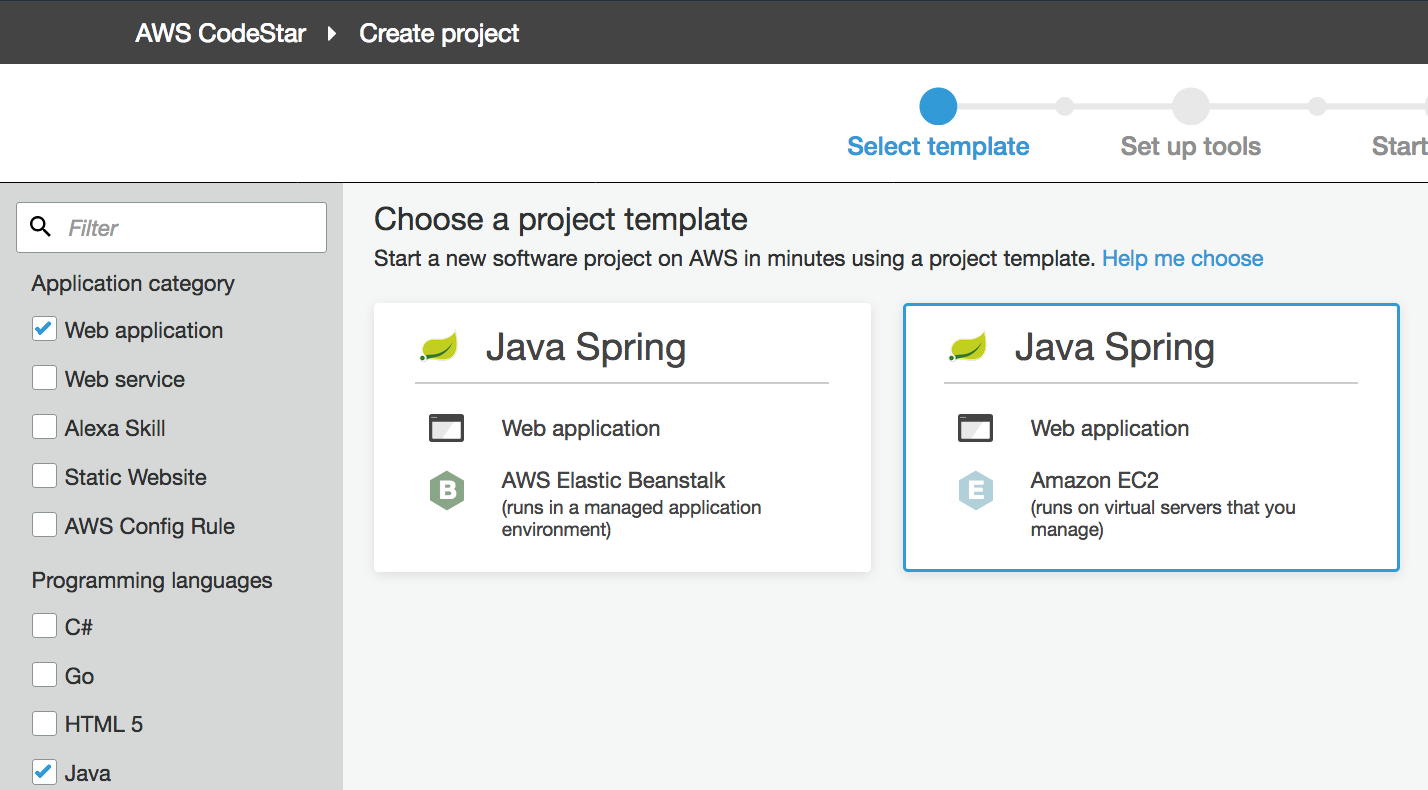 AWS CodeStar Create project
Select template
Set up tools
Start
Filter
Application category
Web application
Web service
Alexa Skill
Static Website
AWS Config Rule
Programming languages
C#
Go
HTML 5
Java
Choose a project template
Start a new software project on AWS in minutes using a project template. Help me choose
Java Spring
Web application
B
AWS Elastic Beanstalk
(runs in a managed application
environment)
Java Spring
Web application
E
Amazon EC2
(runs on virtual servers that you
manage)